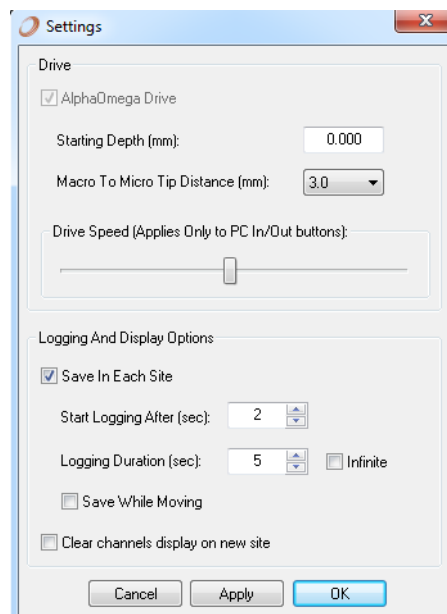 Settings
Drive
AlphaOmega Drive
Starting Depth (mm): 0.000
Macro To Micro Tip Distance (mm): 3.0
Drive Speed (Applies Only to PC In/Out buttons):
Logging And Display Options
Save In Each Site
Start Logging After (sec): 2
Logging Duration (sec): 5 Infinite
Save While Moving
Clear channels display on new site
Cancel Apply OK